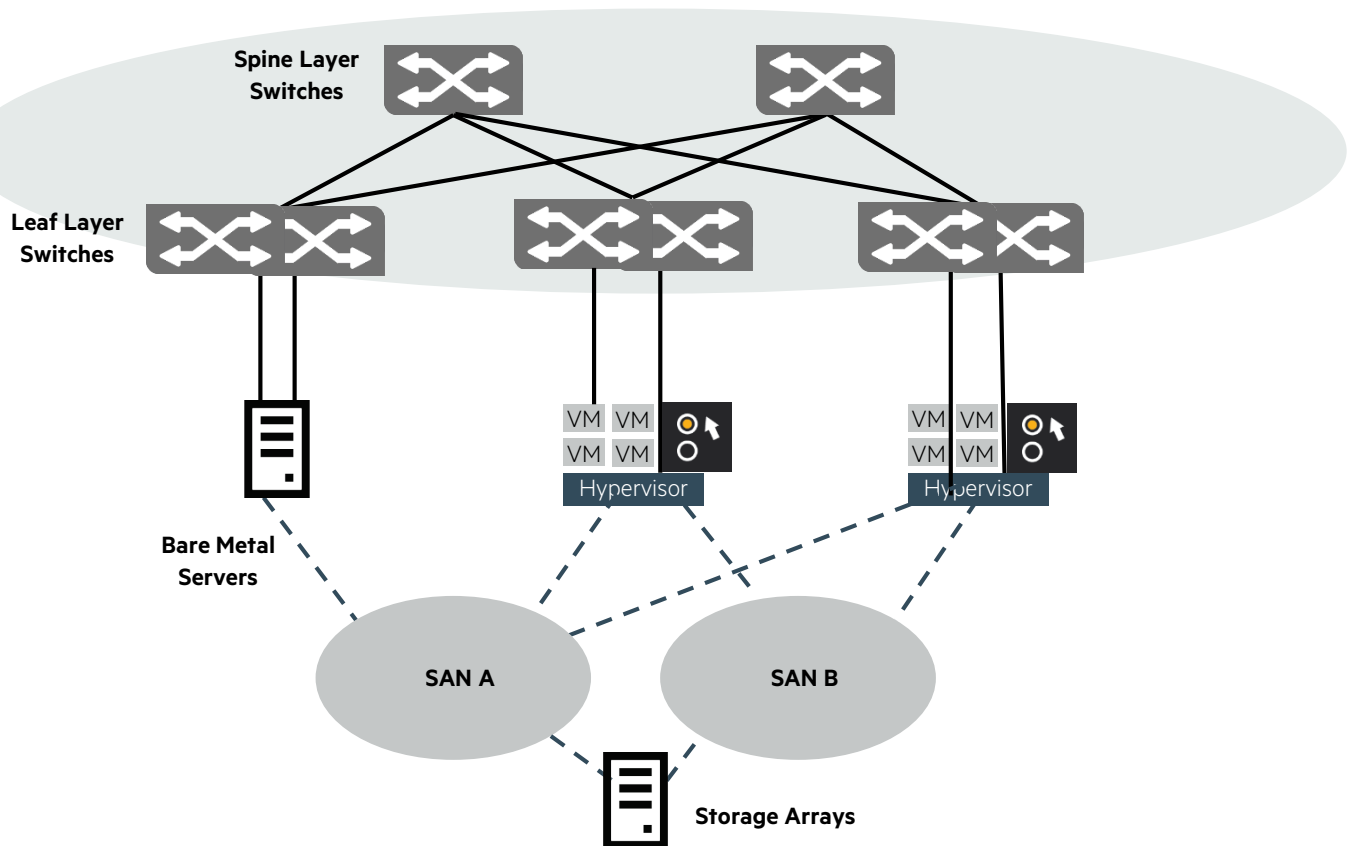 Spine Layer
Switches
Leaf Layer
Switches
VM VM VM VM
VM VM VM VM
Hypervisor Hypervisor
Bare Metal
Servers
SAN A SAN B
Storage Arrays